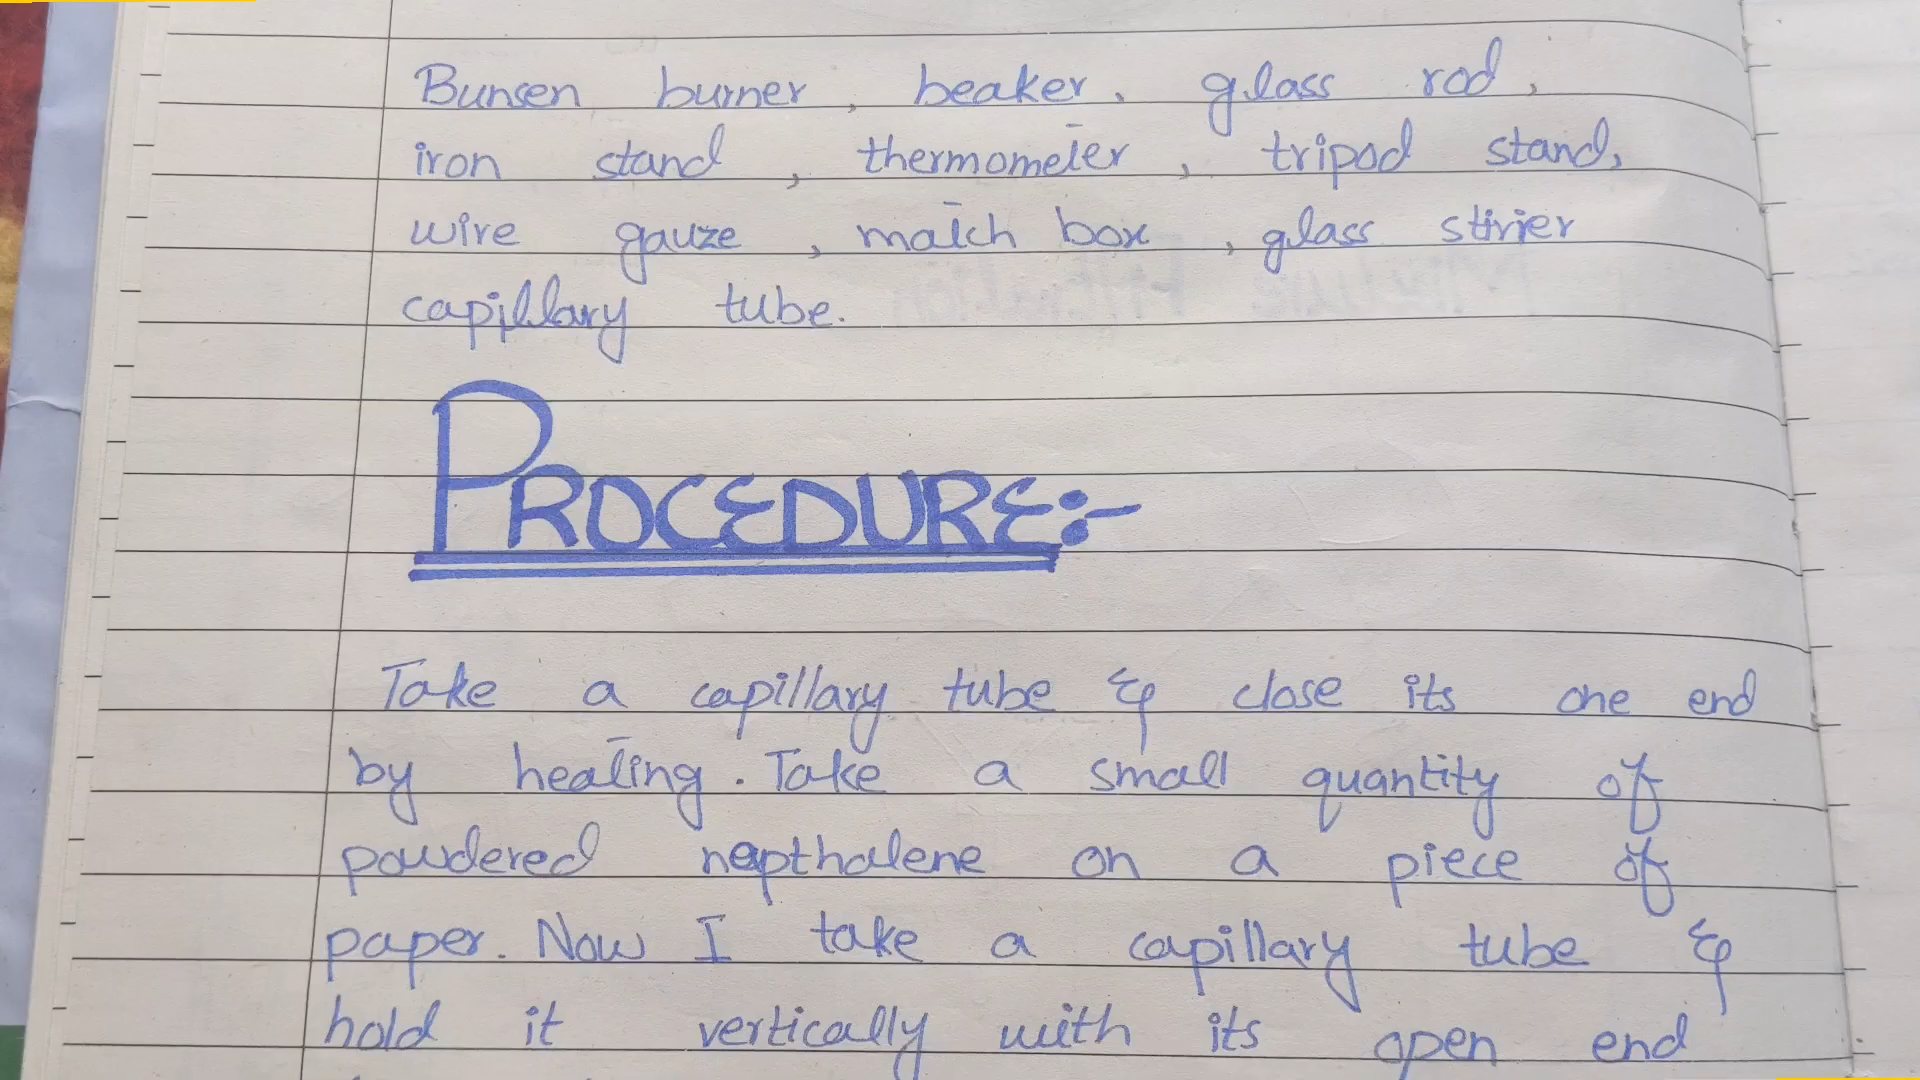 Bunsen burner, beaker, glass rod,
iron stand, thermometer, tripod stand,
wire gauze, match box, glass stirrer
capillary tube.
PROCEDURE:-
Take a capillary tube & close its one end
by heating. Take a small quantity of
powdered napthalene on a piece of
paper. Now I take a capillary tube &
hold it vertically with its open end